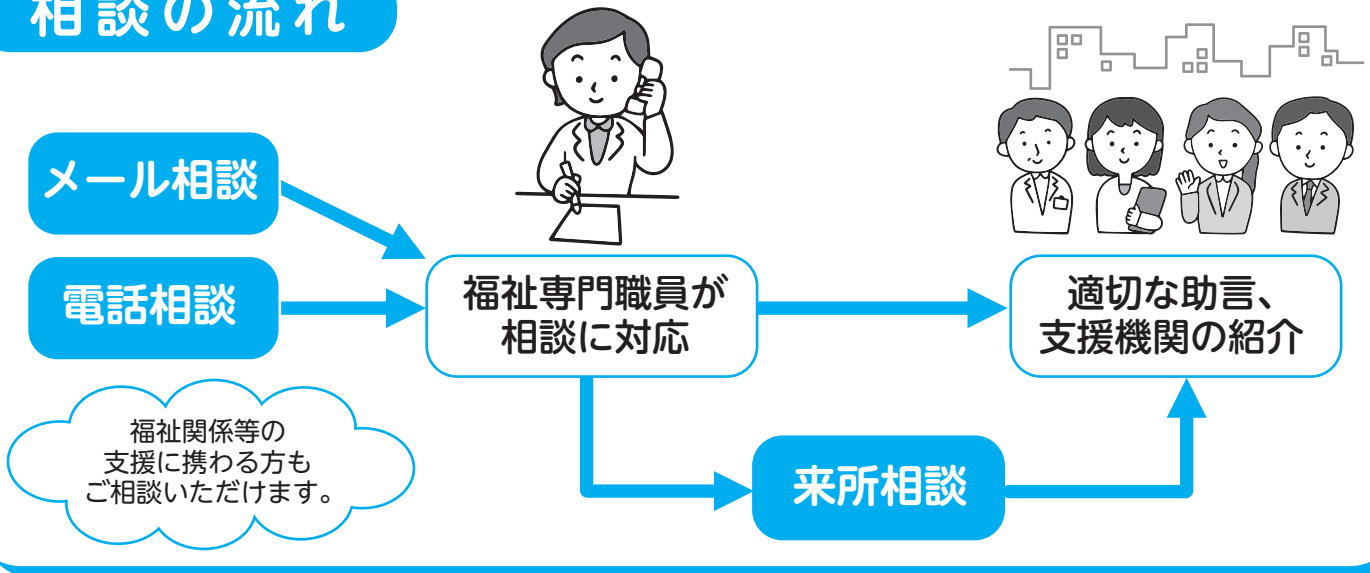 相談の流れ
メール相談
電話相談
福祉専門職員が
相談に対応
適切な助言、
支援機関の紹介
福祉関係等の
支援に携わる方も
ご相談いただけます。
来所相談